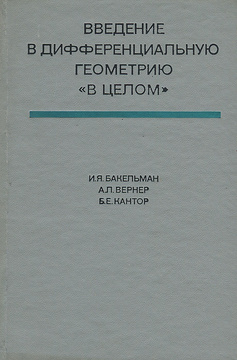 ВВЕДЕНИЕ
В ДИФФЕРЕНЦИАЛЬНУЮ
ГЕОМЕТРИЮ
«В ЦЕЛОМ»
И.Я. БАКЕЛЬМАН
А.Л. ВЕРНЕР
Б.Е. КАНТОР